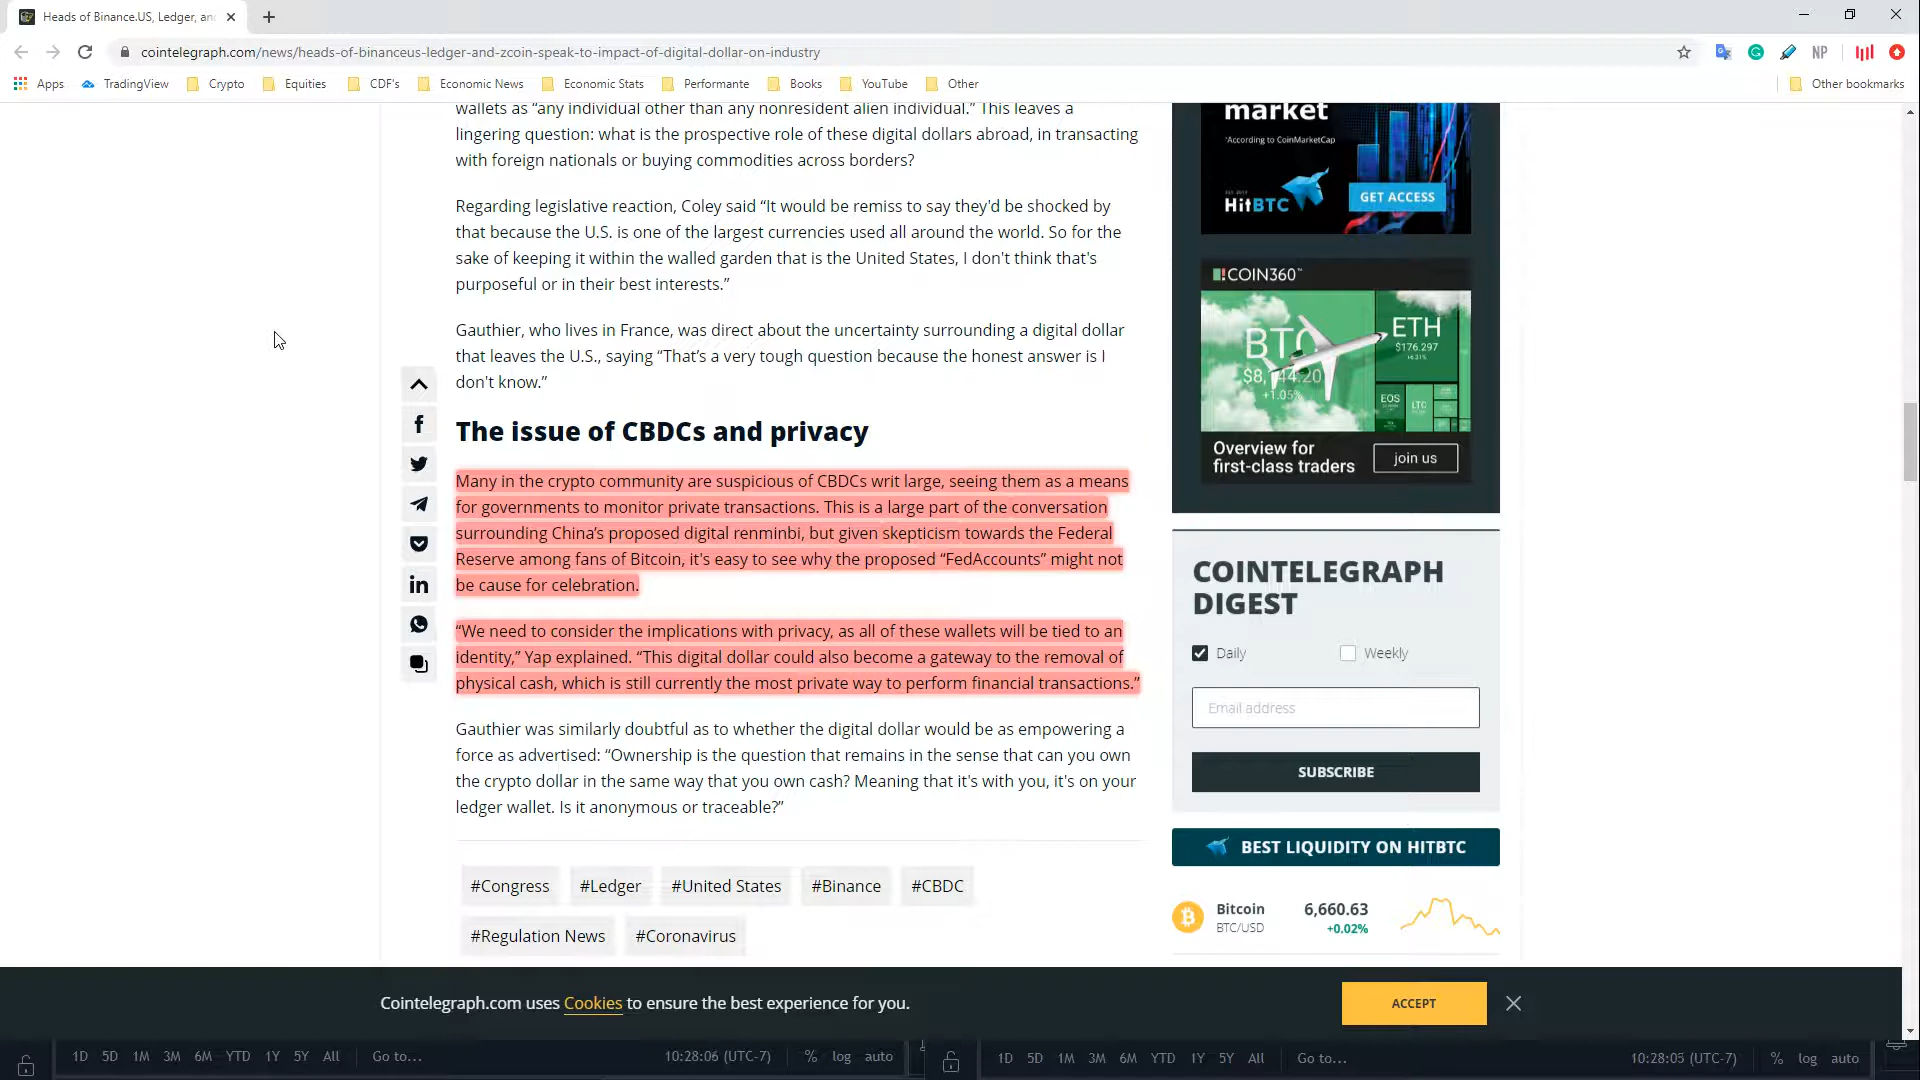 Heads of Binance.US, Ledger, an
cointelegraph.com/news/heads-of-binanceus-ledger-and-zcoin-speak-to-impact-of-digital-dollar-on-industry
NP
Apps TradingView Crypto Equities CDF's Economic News Economic Stats Performante Books YouTube Other Other bookmarks
wallets as “any individual other than any nonresident alien individual.” This leaves a
lingering question: what is the prospective role of these digital dollars abroad, in transacting
with foreign nationals or buying commodities across borders?
Regarding legislative reaction, Coley said “It would be remiss to say they'd be shocked by
that because the U.S. is one of the largest currencies used all around the world. So for the
sake of keeping it within the walled garden that is the United States, I don't think that's
purposeful or in their best interests.”
Gauthier, who lives in France, was direct about the uncertainty surrounding a digital dollar
that leaves the U.S., saying “That’s a very tough question because the honest answer is I
don't know.”
The issue of CBDCs and privacy
Many in the crypto community are suspicious of CBDCs writ large, seeing them as a means
for governments to monitor private transactions. This is a large part of the conversation
surrounding China’s proposed digital renminbi, but given skepticism towards the Federal
Reserve among fans of Bitcoin, it's easy to see why the proposed “FedAccounts” might not
be cause for celebration.
“We need to consider the implications with privacy, as all of these wallets will be tied to an
identity,” Yap explained. “This digital dollar could also become a gateway to the removal of
physical cash, which is still currently the most private way to perform financial transactions.”
Gauthier was similarly doubtful as to whether the digital dollar would be as empowering a
force as advertised: “Ownership is the question that remains in the sense that can you own
the crypto dollar in the same way that you own cash? Meaning that it's with you, it's on your
ledger wallet. Is it anonymous or traceable?”
#Congress #Ledger #United States #Binance #CBDC
#Regulation News #Coronavirus
market
*According to CoinMarketCap
HitBTC
GET ACCESS
COIN360
BTC
ETH
$176.297
+6.31%
+1.05%
EOS
LTC
Overview for
first-class traders
join us
COINTELEGRAPH
DIGEST
Daily Weekly
Email address
SUBSCRIBE
BEST LIQUIDITY ON HITBTC
Bitcoin 6,660.63
BTC/USD +0.02%
Cointelegraph.com uses Cookies to ensure the best experience for you.
ACCEPT
1D 5D 1M 3M 6M YTD 1Y 5Y All Go to... 10:28:06 (UTC-7) % log auto
1D 5D 1M 3M 6M YTD 1Y 5Y All Go to... 10:28:05 (UTC-7) % log auto